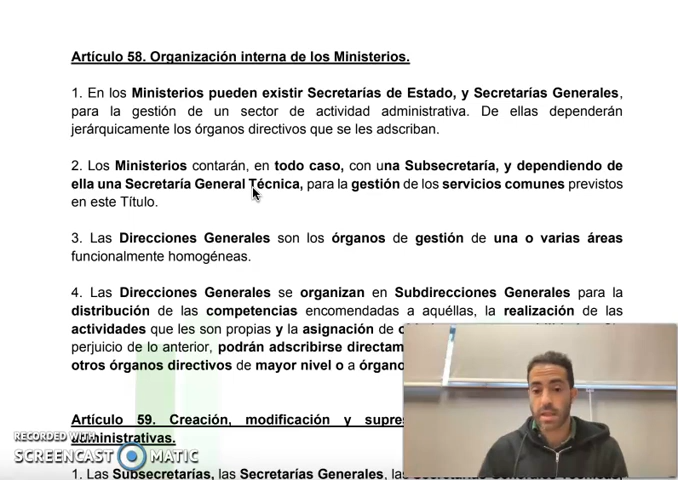 Artículo 58. Organización interna de los Ministerios.
1. En los Ministerios pueden existir Secretarías de Estado, y Secretarías Generales,
para la gestión de un sector de actividad administrativa. De ellas dependerán
jerárquicamente los órganos directivos que se les adscriban.
2. Los Ministerios contarán, en todo caso, con una Subsecretaría, y dependiendo de
ella una Secretaría General Técnica, para la gestión de los servicios comunes previstos
en este Título.
3. Las Direcciones Generales son los órganos de gestión de una o varias áreas
funcionalmente homogéneas.
4. Las Direcciones Generales se organizan en Subdirecciones Generales para la
distribución de las competencias encomendadas a aquéllas, la realización de las
actividades que les son propias y la asignación de
perjuicio de lo anterior, podrán adscribirse
otros órganos directivos de mayor nivel o a
Artículo 59. Creación, modificación y
administrativas.
RECORDED WITH
SCREENCAST MATIC
1. Las Subsecretarías, las Secretarías Generales, las